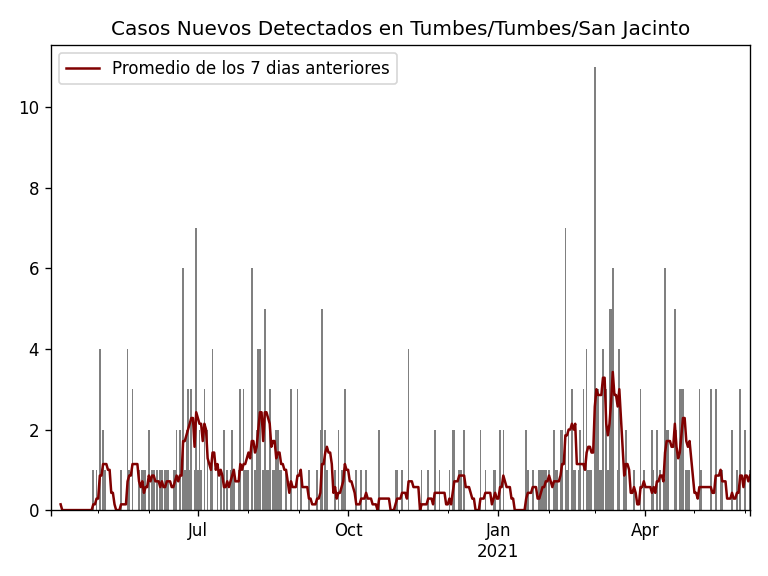 Casos Nuevos Detectados en Tumbes/Tumbes/San Jacinto
Promedio de los 7 dias anteriores
10
8
6
4
2
0
Jul
Oct
Jan
2021
Apr